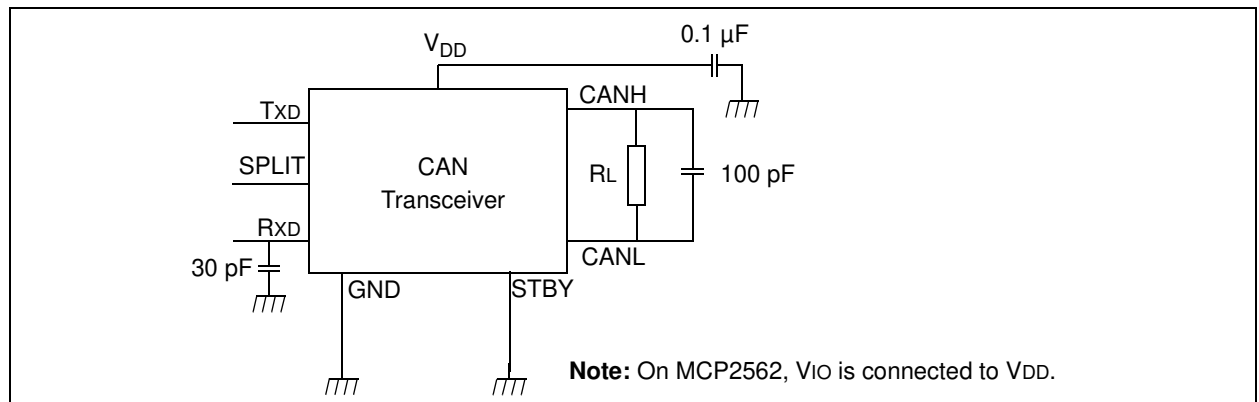 0.1 µF
VDD
CANH
TXD
SPLIT
CAN
Transceiver
RL
100 pF
RXD
CANL
30 pF
GND
STBY
Note: On MCP2562, VIO is connected to VDD.